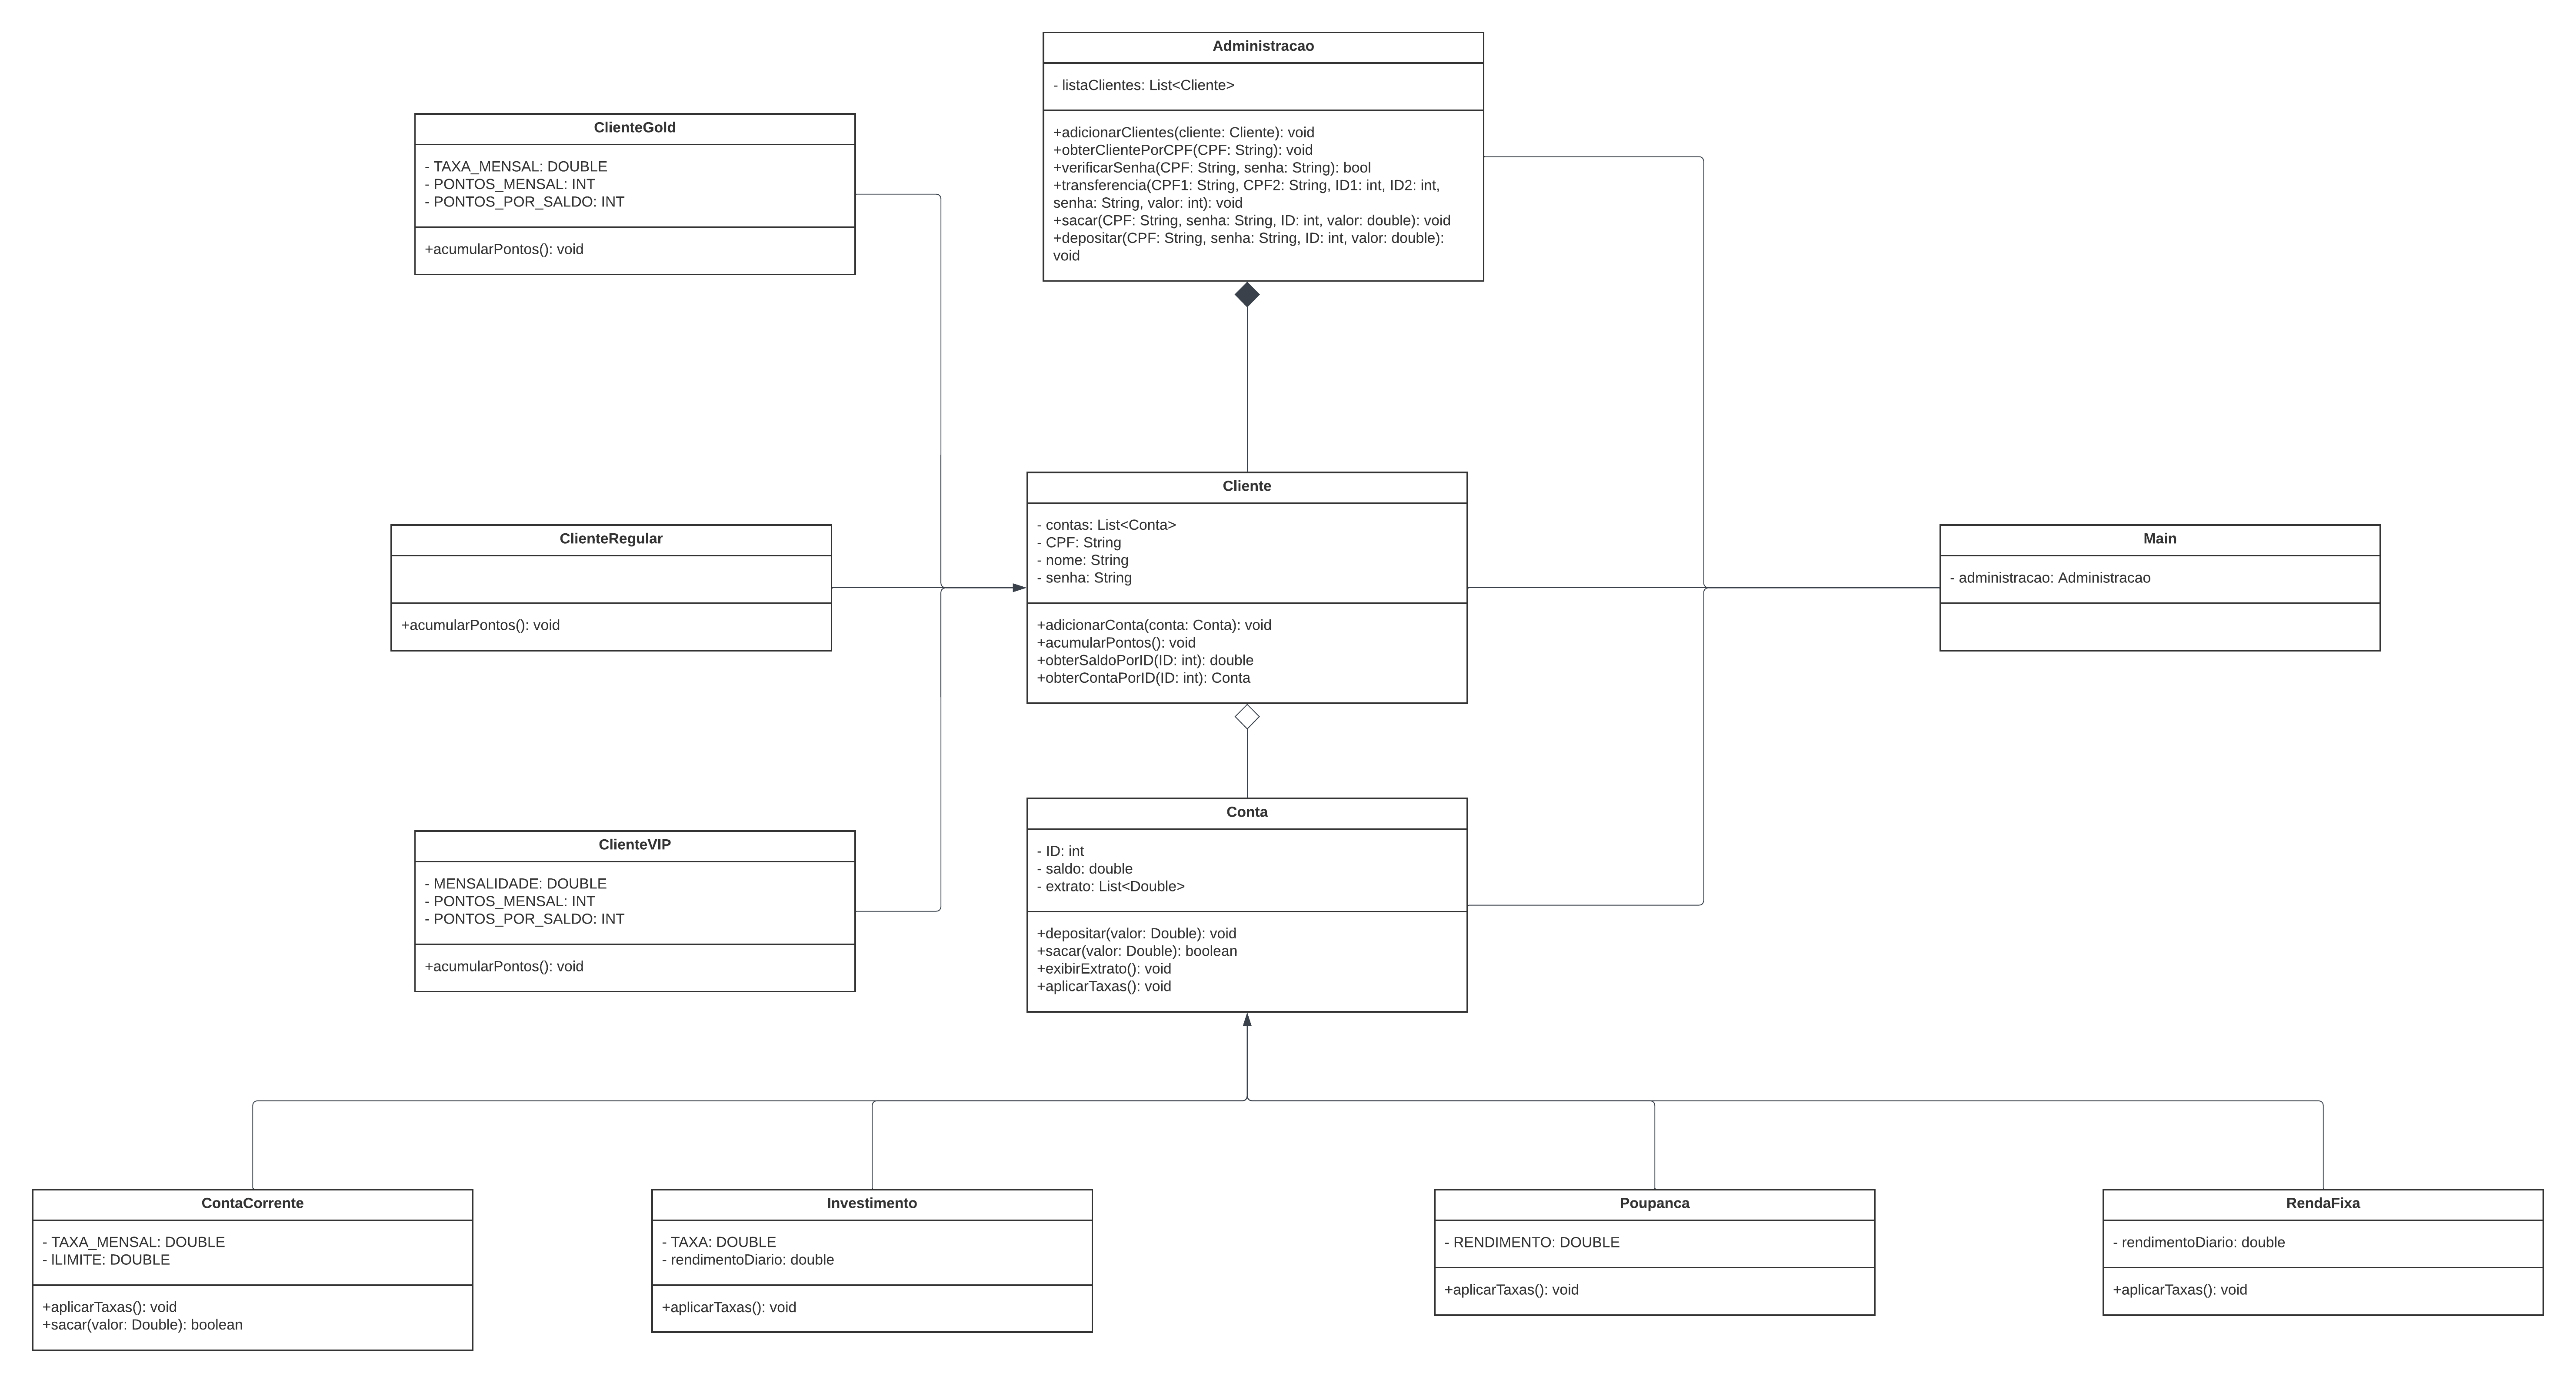 Administracao
- listaClientes: List<Cliente>
+adicionarClientes(cliente: Cliente): void
+obterClientePorCPF(CPF: String): void
+verificarSenha(CPF: String, senha: String): bool
+transferencia(CPF1: String, CPF2: String, ID1: int, ID2: int,
senha: String, valor: int): void
+sacar(CPF: String, senha: String, ID: int, valor: double): void
+depositar(CPF: String, senha: String, ID: int, valor: double):
void
ClienteGold
- TAXA_MENSAL: DOUBLE
- PONTOS_MENSAL: INT
- PONTOS_POR_SALDO: INT
+acumularPontos(): void
Cliente
- contas: List<Conta>
- CPF: String
- nome: String
- senha: String
+adicionarConta(conta: Conta): void
+acumularPontos(): void
+obterSaldoPorID(ID: int): double
+obterContaPorID(ID: int): Conta
ClienteRegular
+acumularPontos(): void
Main
- administracao: Administracao
ClienteVIP
- MENSALIDADE: DOUBLE
- PONTOS_MENSAL: INT
- PONTOS_POR_SALDO: INT
+acumularPontos(): void
Conta
- ID: int
- saldo: double
- extrato: List<Double>
+depositar(valor: Double): void
+sacar(valor: Double): boolean
+exibirExtrato(): void
+aplicarTaxas(): void
ContaCorrente
- TAXA_MENSAL: DOUBLE
- lLIMITE: DOUBLE
+aplicarTaxas(): void
+sacar(valor: Double): boolean
Investimento
- TAXA: DOUBLE
- rendimentoDiario: double
+aplicarTaxas(): void
Poupanca
- RENDIMENTO: DOUBLE
+aplicarTaxas(): void
RendaFixa
- rendimentoDiario: double
+aplicarTaxas(): void